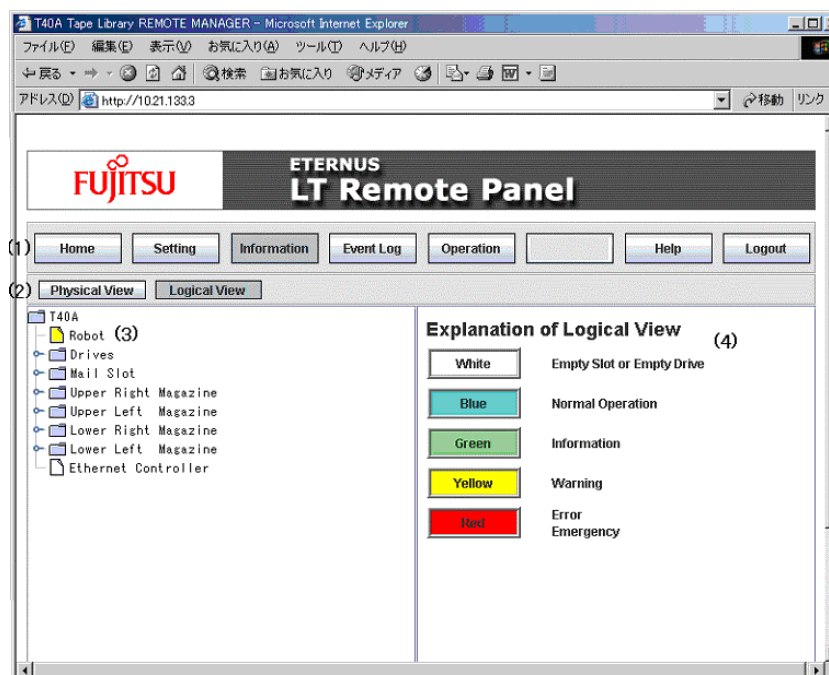 T40A Tape Library REMOTE MANAGER - Microsoft Internet Explorer
ファイル(F) 編集(E) 表示(V) お気に入り(A) ツール(T) ヘルプ(H)
戻る 検索 お気に入り メディア
アドレス(D) http://10.21.133.3 移動 リンク
FUJITSU
ETERNUS
LT Remote Panel
(1) Home Setting Information Event Log Operation Help Logout
(2) Physical View Logical View
T40A
Robot (3)
Drives
Mail Slot
Upper Right Magazine
Upper Left Magazine
Lower Right Magazine
Lower Left Magazine
Ethernet Controller
Explanation of Logical View (4)
White Empty Slot or Empty Drive
Blue Normal Operation
Green Information
Yellow Warning
Red Error
Emergency